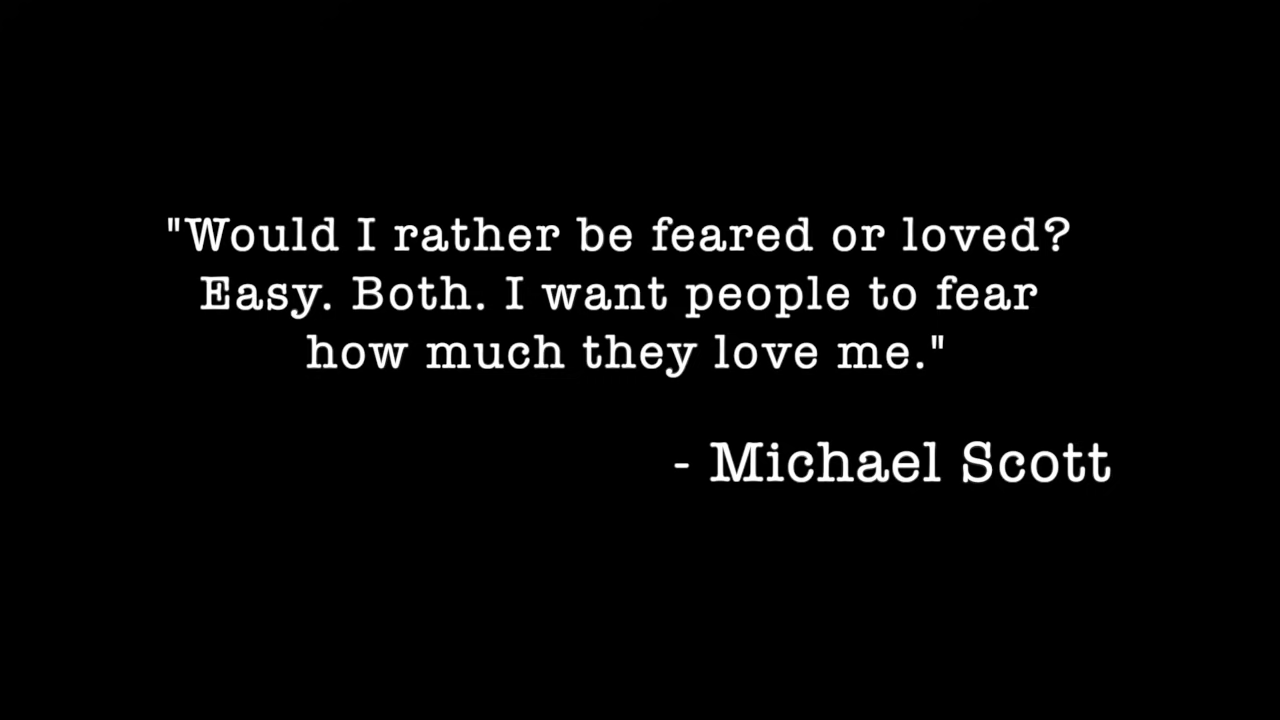 "Would I rather be feared or loved?
Easy. Both. I want people to fear
how much they love me."
- Michael Scott